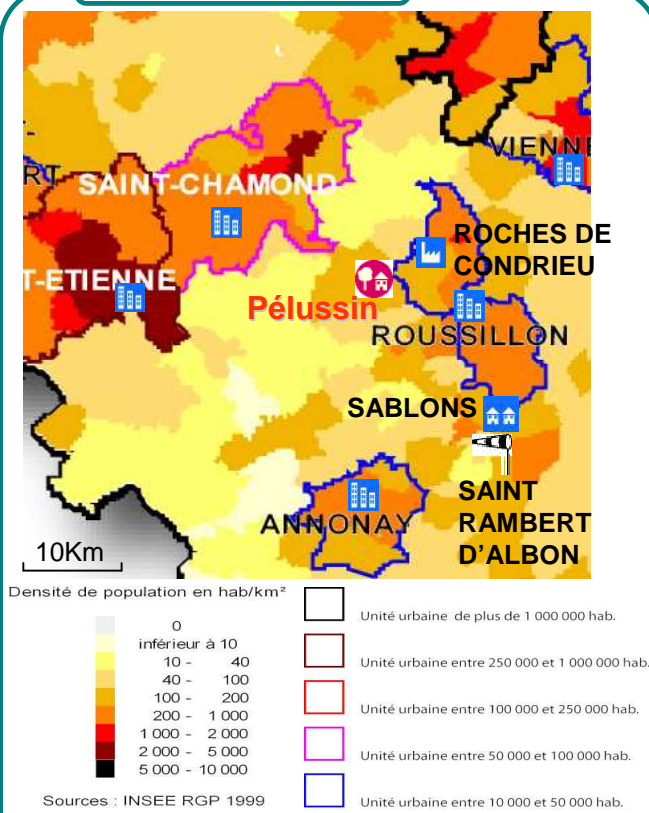 VIENNE
RT
SAINT-CHAMOND
ROCHES DE
CONDRIEU
T-ETIENNE
Pélussin
ROUSSILLON
SABLONS
SAINT
RAMBERT
D'ALBON
ANNONAY
10Km
Densité de population en hab/km²
0
inférieur à 10
10 - 40
40 - 100
100 - 200
200 - 1 000
1 000 - 2 000
2 000 - 5 000
5 000 - 10 000
Sources : INSEE RGP 1999
Unité urbaine de plus de 1 000 000 hab.
Unité urbaine entre 250 000 et 1 000 000 hab.
Unité urbaine entre 100 000 et 250 000 hab.
Unité urbaine entre 50 000 et 100 000 hab.
Unité urbaine entre 10 000 et 50 000 hab.